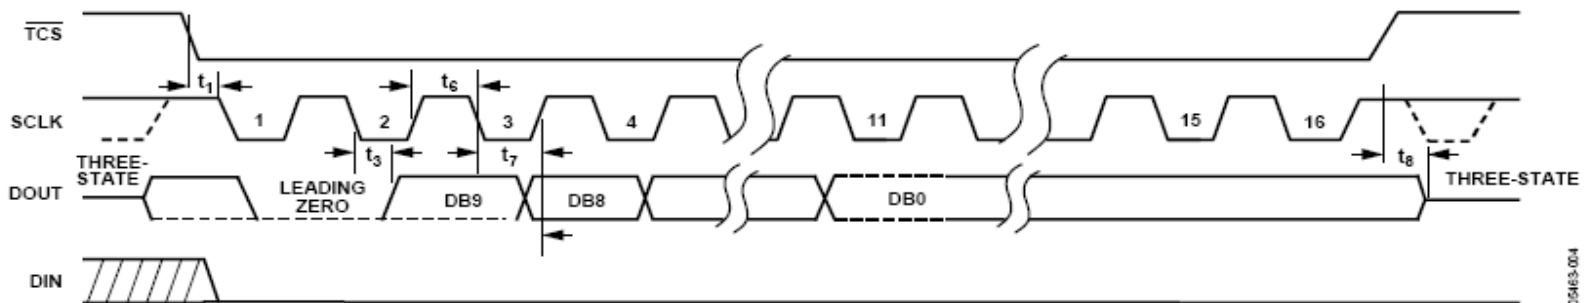 TCS
t1
t6
SCLK
1
2
3
4
11
15
16
THREE-
STATE
t3
t7
t8
DOUT
LEADING
ZERO
DB9
DB8
DB0
THREE-STATE
DIN
05463-004